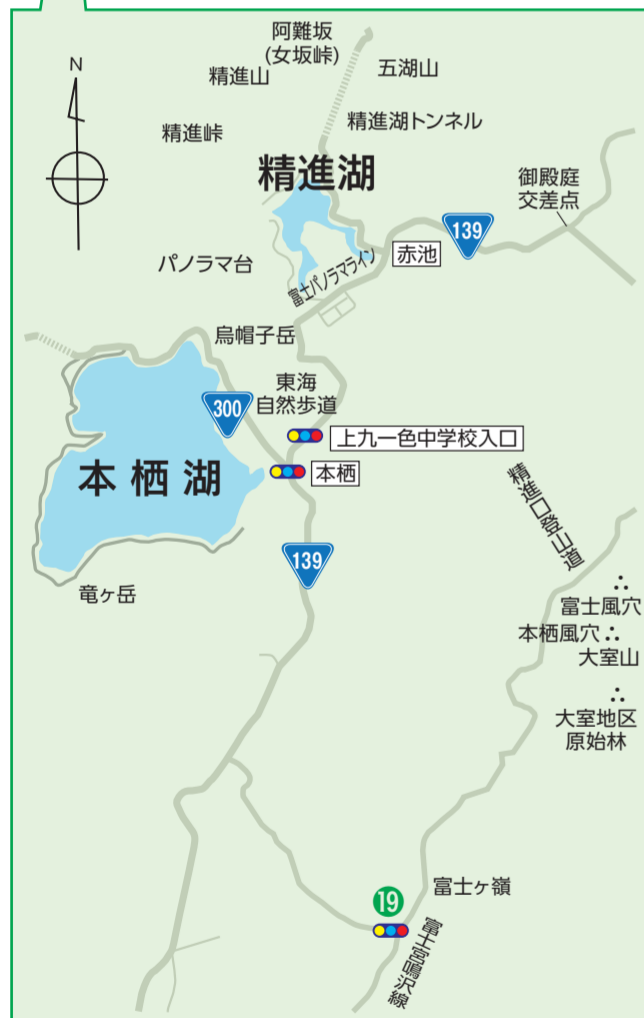 阿難坂
(女坂峠)
N
精進山
五湖山
精進峠
精進湖トンネル
精進湖
御殿庭
交差点
139
赤池
パノラマ台
富士パノラマライン
烏帽子岳
東海
自然歩道
300
上九一色中学校入口
本栖湖
本栖
精進口登山道
139
竜ヶ岳
富士風穴
本栖風穴
大室山
大室地区
原始林
富士ヶ嶺
19
富士宮鳴沢線